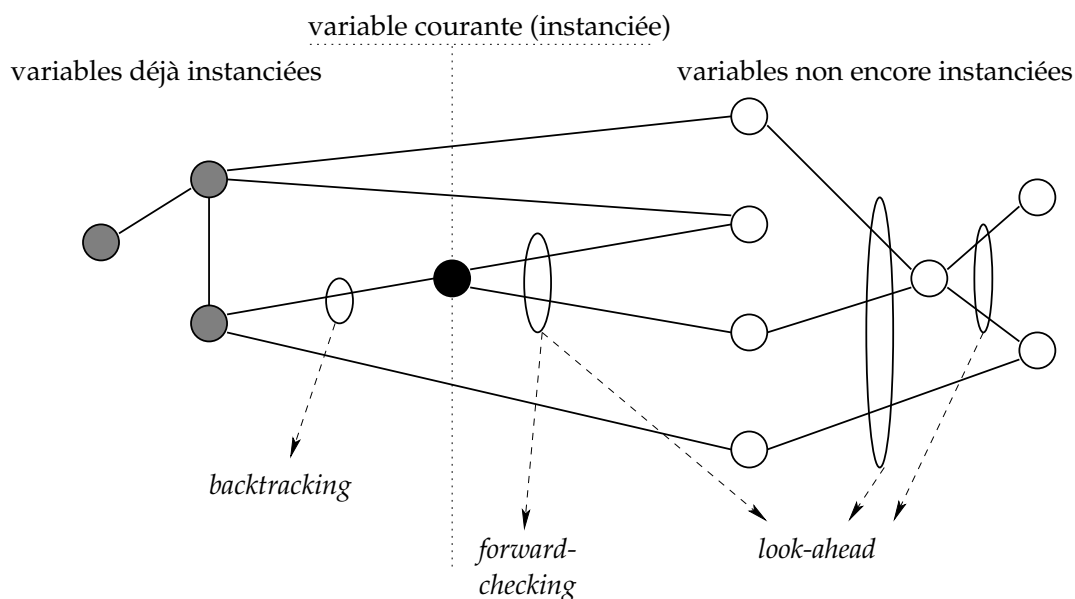 variable courante (instanciée)
variables déjà instanciées
variables non encore instanciées
backtracking
forward-
checking
look-ahead